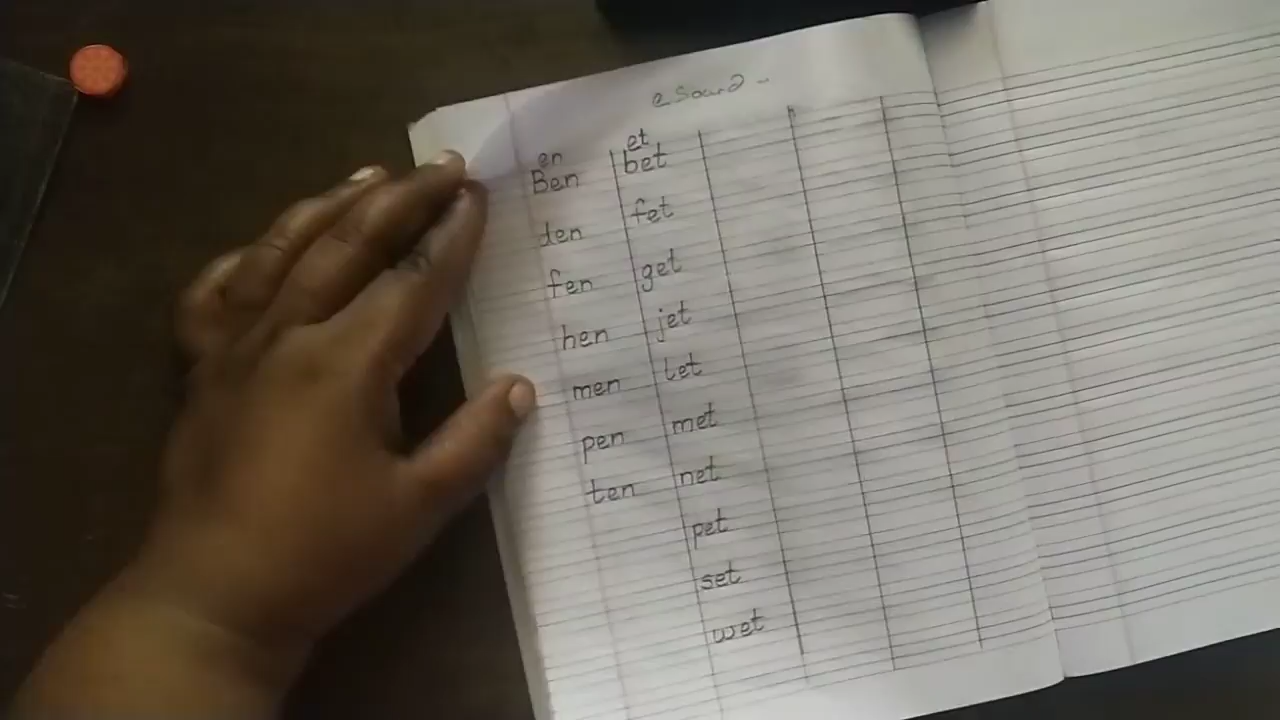 e Sound -
en
Ben
den
fen
hen
men
pen
ten
et
bet
fet
get
jet
let
met
net
pet
set
wet